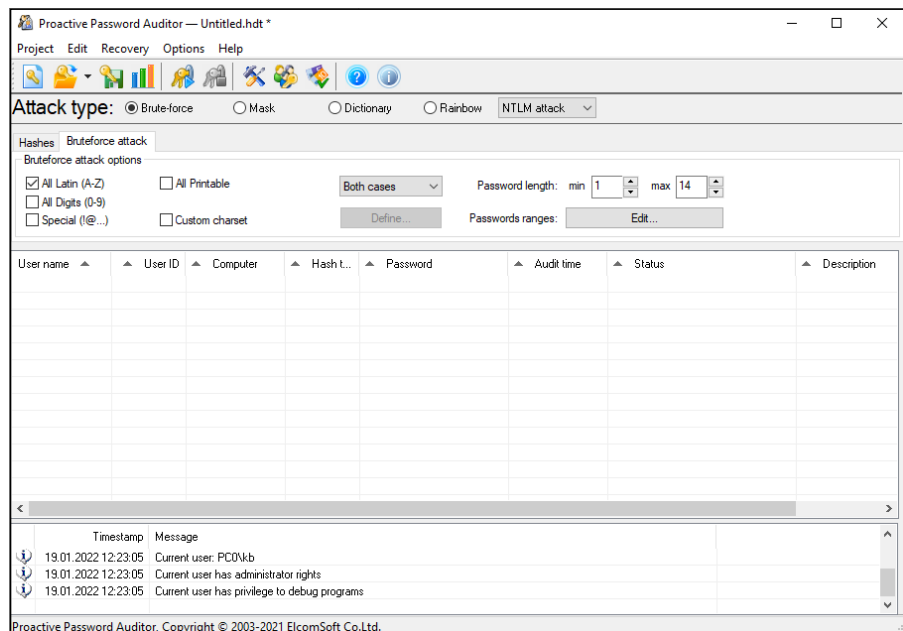 Proactive Password Auditor — Untitled.hdt *
Project Edit Recovery Options Help
Attack type: Brute-force Mask Dictionary Rainbow NTLM attack
Hashes Bruteforce attack
Bruteforce attack options
All Latin (A-Z) All Printable Both cases Password length: min 1 max 14
All Digits (0-9)
Special (!@...) Custom charset Define... Passwords ranges: Edit...
User name User ID Computer Hash t... Password Audit time Status Description
Timestamp Message
19.01.2022 12:23:05 Current user: PC0\kb
19.01.2022 12:23:05 Current user has administrator rights
19.01.2022 12:23:05 Current user has privilege to debug programs
Proactive Password Auditor, Copyright © 2003-2021 ElcomSoft Co.Ltd.